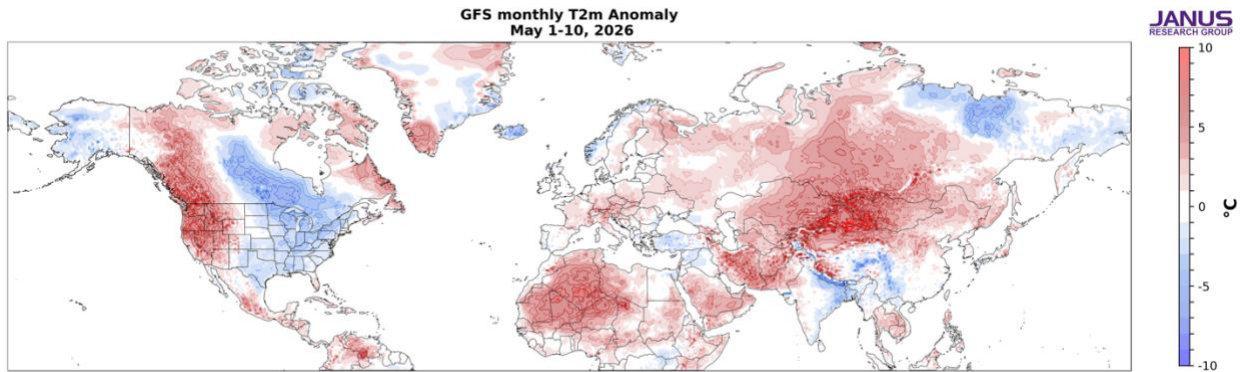 GFS monthly T2m Anomaly
May 1-10, 2026
JANUS
RESEARCH GROUP
10
5
0
-5
-10
°C